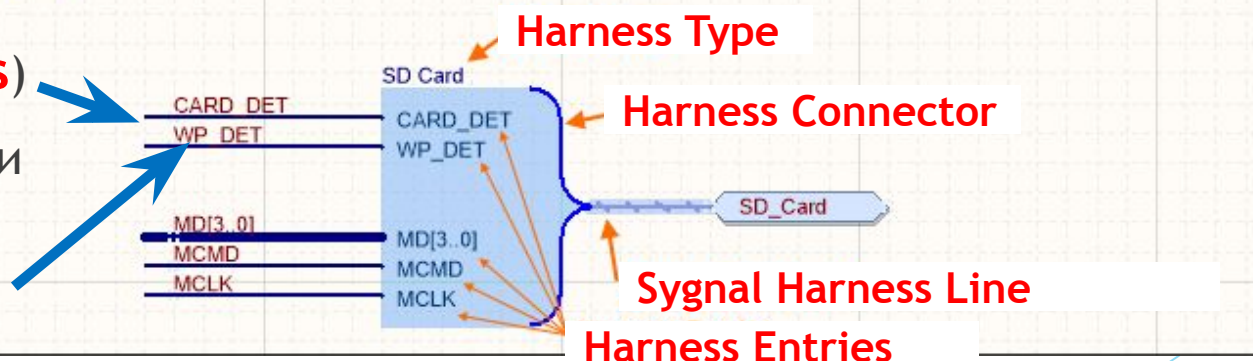 Harness Type
s)
SD Card
CARD_DET
CARD_DET
Harness Connector
WP_DET
WP_DET
и
SD_Card
MD[3..0]
MD[3..0]
MCMD
MCMD
MCLK
MCLK
Sygnal Harness Line
Harness Entries